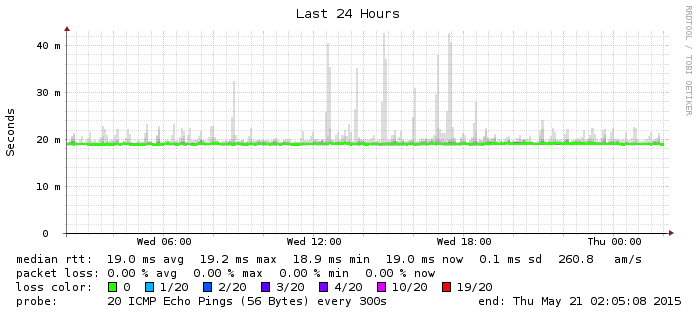 Last 24 Hours
RRDTOOL / TOBI OETIKER
Seconds
40 m
30 m
20 m
10 m
0
Wed 06:00 Wed 12:00 Wed 18:00 Thu 00:00
median rtt: 19.0 ms avg 19.2 ms max 18.9 ms min 19.0 ms now 0.1 ms sd 260.8 am/s
packet loss: 0.00 % avg 0.00 % max 0.00 % min 0.00 % now
loss color: 0 1/20 2/20 3/20 4/20 10/20 19/20
probe: 20 ICMP Echo Pings (56 Bytes) every 300s end: Thu May 21 02:05:08 2015